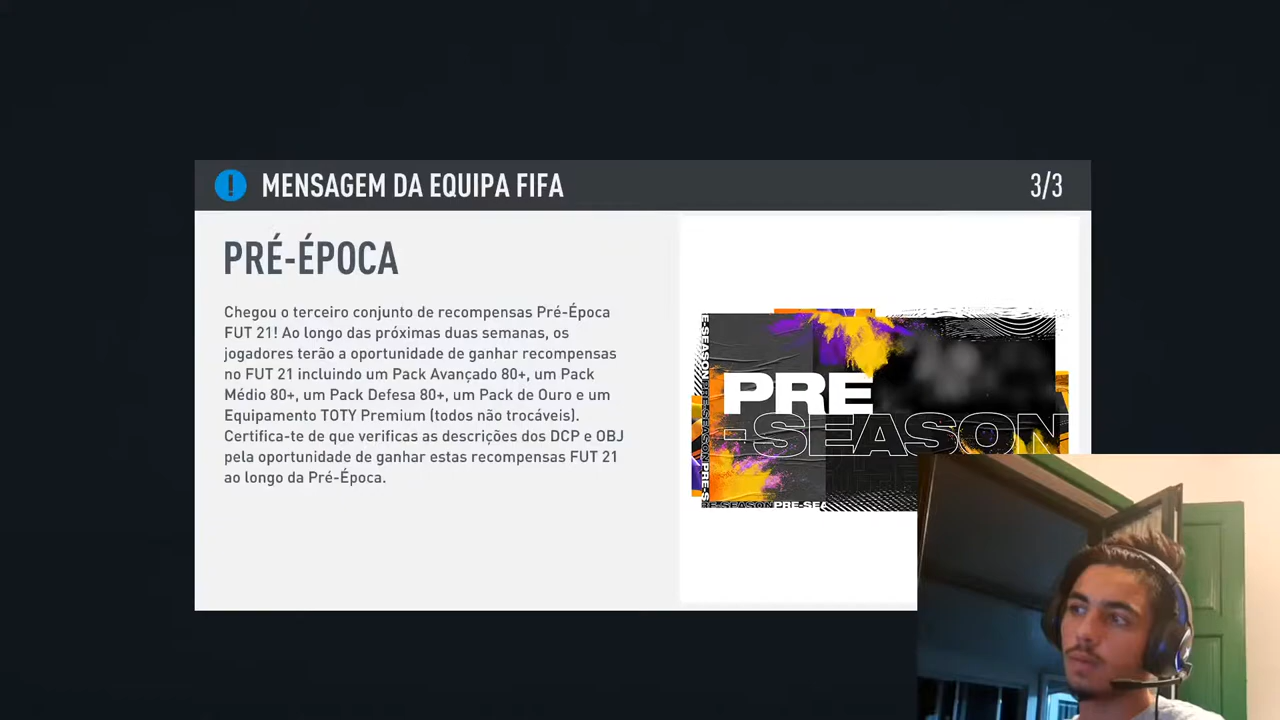 MENSAGEM DA EQUIPA FIFA
3/3
PRÉ-ÉPOCA
Chegou o terceiro conjunto de recompensas Pré-Época
FUT 21! Ao longo das próximas duas semanas, os
jogadores terão a oportunidade de ganhar recompensas
no FUT 21 incluindo um Pack Avançado 80+, um Pack
Médio 80+, um Pack Defesa 80+, um Pack de Ouro e um
Equipamento TOTY Premium (todos não trocáveis).
Certifica-te de que verificas as descrições dos DCP e OBJ
pela oportunidade de ganhar estas recompensas FUT 21
ao longo da Pré-Época.
PRE
-SEASON